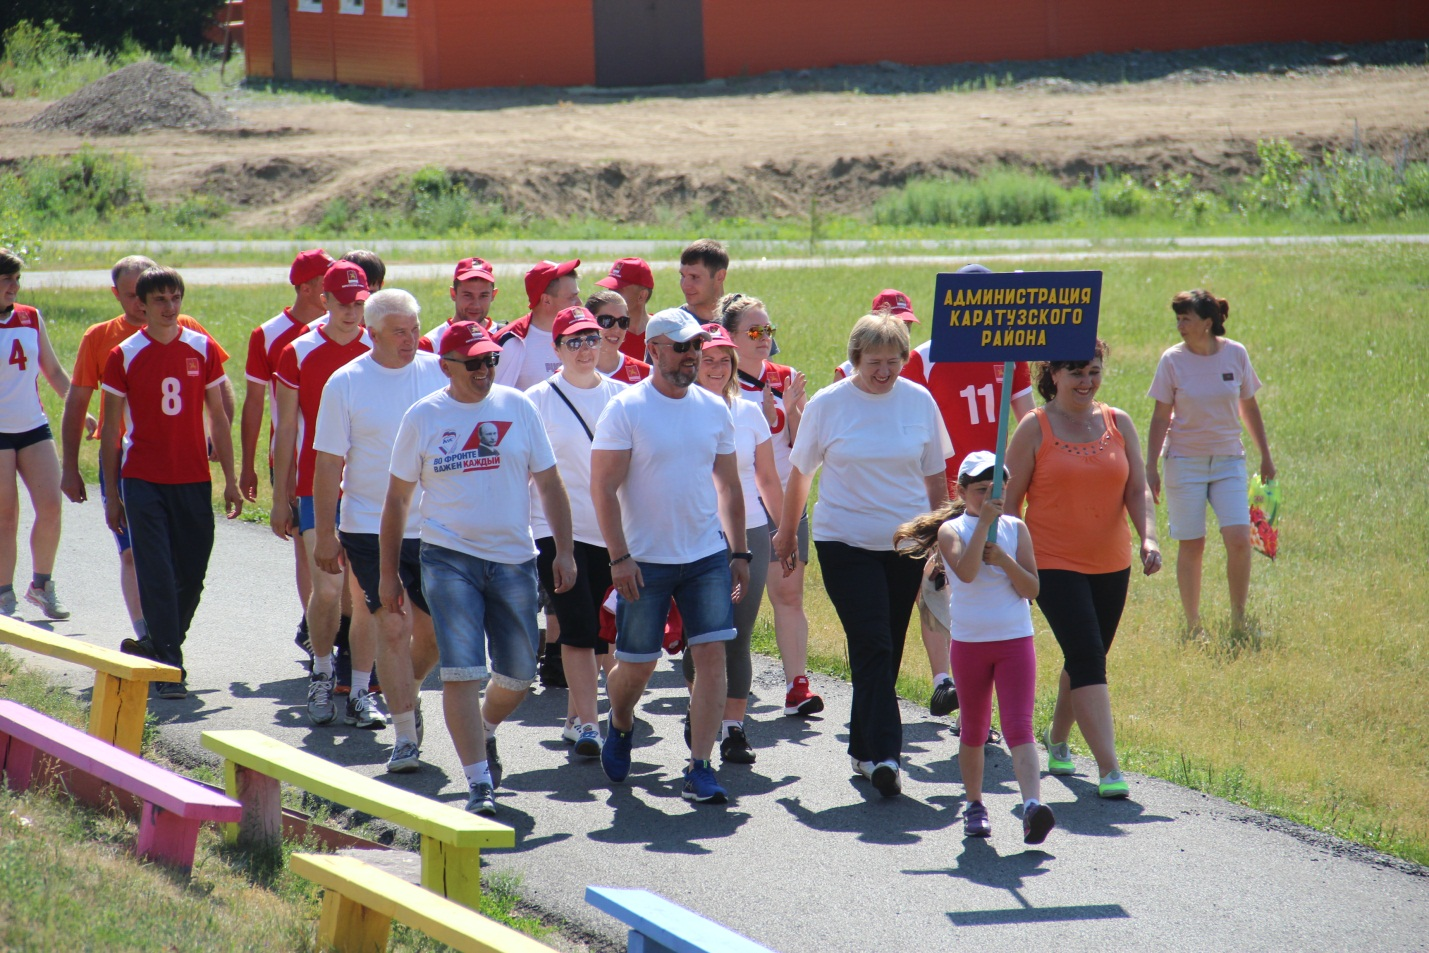 АДМИНИСТРАЦИЯ
КАРАТУЗСКОГО
РАЙОНА
ВО ФРОНТЕ
ВАЖЕН КАЖДЫЙ
4
8
11